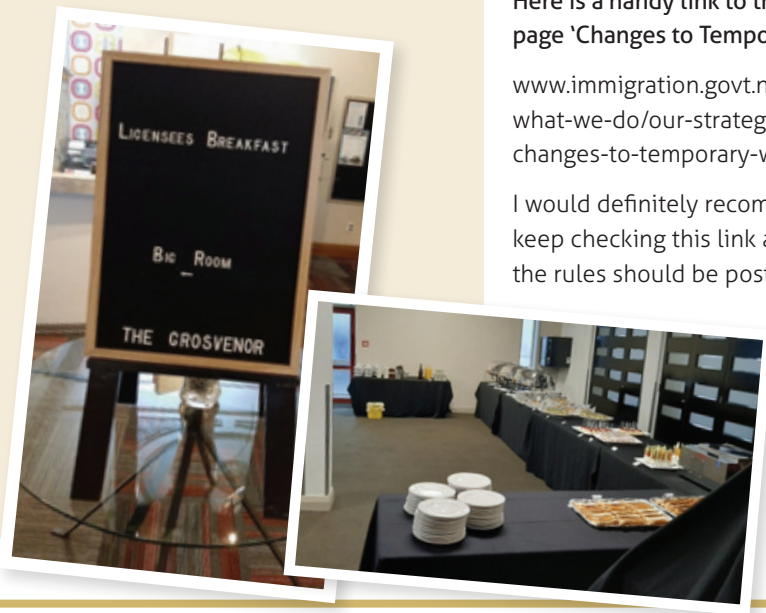 Here is a handy link to th
page ‘Changes to Tempo
www.immigration.govt.n
what-we-do/our-strateg
changes-to-temporary-v
I would definitely recom
keep checking this link a
the rules should be post
LICENSEES BREAKFAST
BIG ROOM
THE GROSVENOR